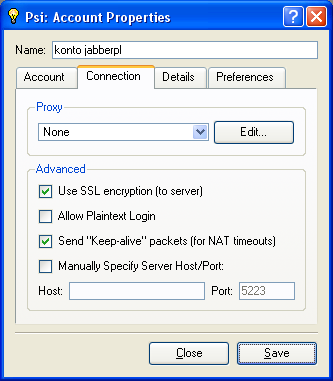 Psi: Account Properties
Name: konto jabberpl
Account Connection Details Preferences
Proxy
None Edit...
Advanced
Use SSL encryption (to server)
Allow Plaintext Login
Send "Keep-alive" packets (for NAT timeouts)
Manually Specify Server Host/Port:
Host: Port: 5223
Close Save